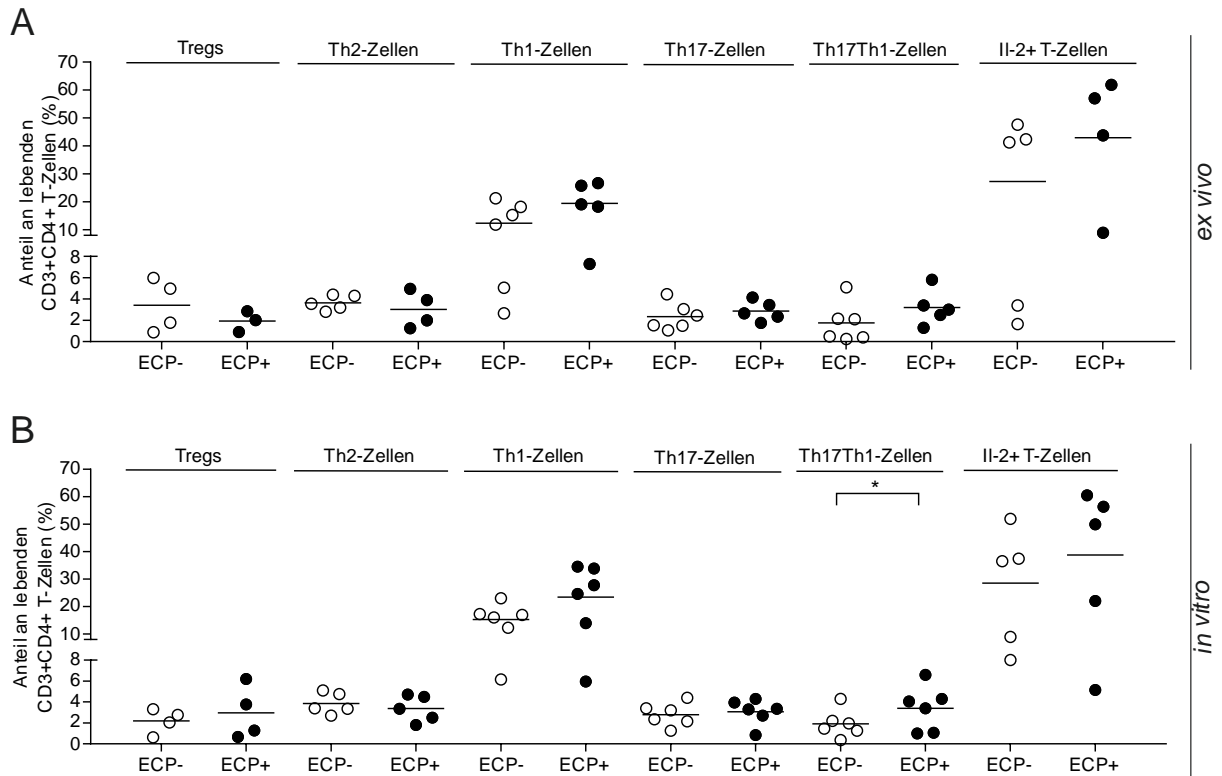 A
Tregs Th2-Zellen Th1-Zellen Th17-Zellen Th17Th1-Zellen Il-2+ T-Zellen
Anteil an lebenden
CD3+CD4+ T-Zellen (%)
70
60
50
40
30
20
10
8
6
4
2
0
ECP- ECP+ ECP- ECP+ ECP- ECP+ ECP- ECP+ ECP- ECP+ ECP- ECP+
ex vivo
B
Tregs Th2-Zellen Th1-Zellen Th17-Zellen Th17Th1-Zellen Il-2+ T-Zellen
*
Anteil an lebenden
CD3+CD4+ T-Zellen (%)
70
60
50
40
30
20
10
8
6
4
2
0
ECP- ECP+ ECP- ECP+ ECP- ECP+ ECP- ECP+ ECP- ECP+ ECP- ECP+
in vitro